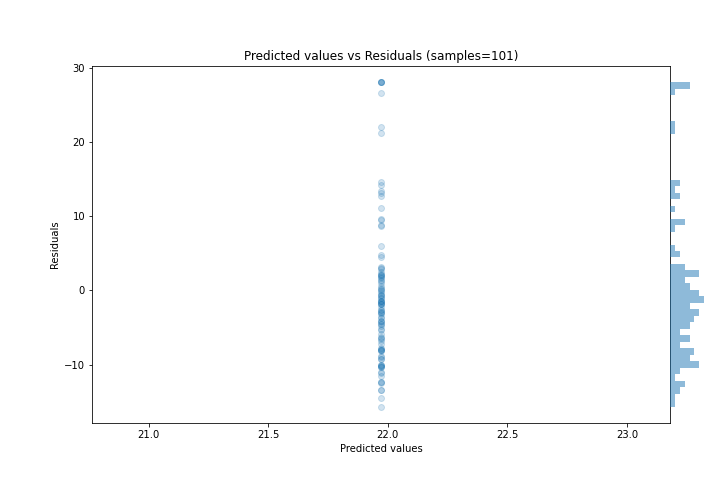 Predicted values vs Residuals (samples=101)
30
20
10
0
−10
Residuals
21.0 21.5 22.0 22.5 23.0
Predicted values